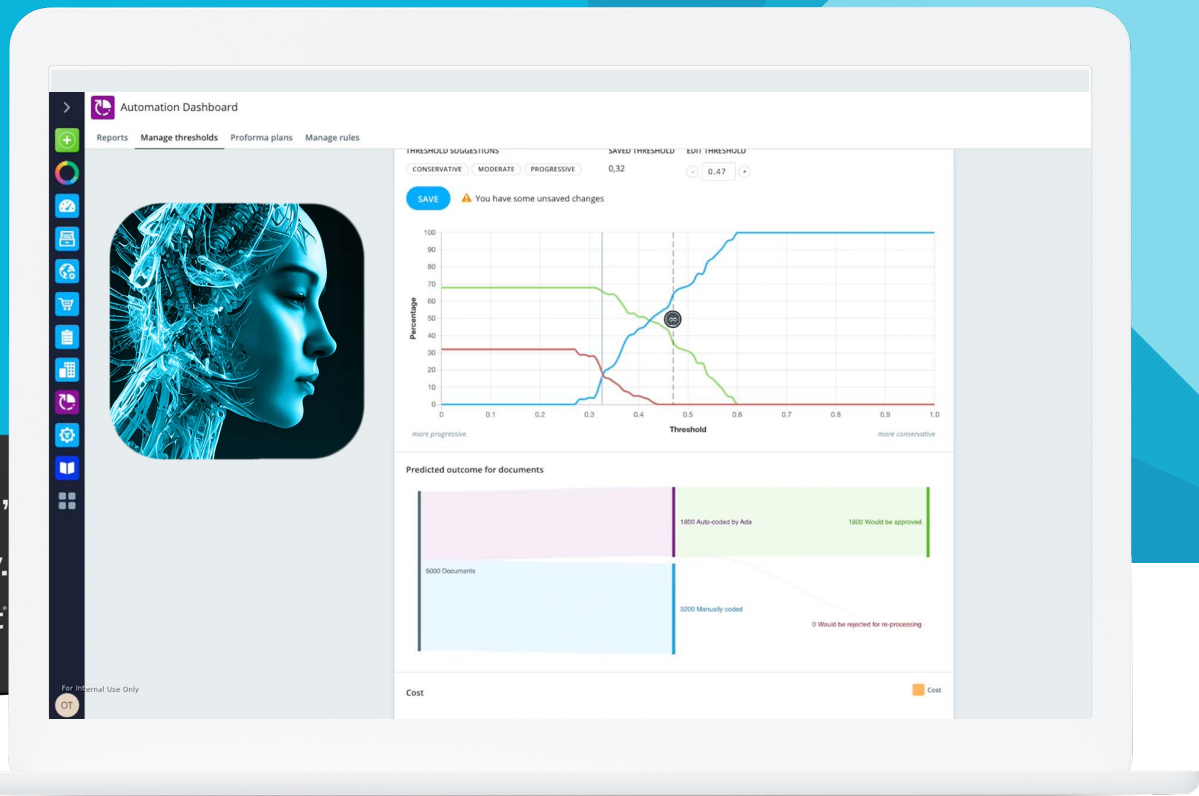 Automation Dashboard
Reports Manage thresholds Proforma plans Manage rules
THRESHOLD SUGGESTIONS SAVED THRESHOLD EDIT THRESHOLD
CONSERVATIVE MODERATE PROGRESSIVE 0,32 - 0.47 +
SAVE You have some unsaved changes
100
90
80
70
60
50
40
30
20
10
0
Percentage
0 0.1 0.2 0.3 0.4 0.5 0.6 0.7 0.8 0.9 1.0
Threshold
more progressive more conservative
Predicted outcome for documents
1800 Auto-coded by Ada 1800 Would be approved
5000 Documents
3200 Manually coded
0 Would be rejected for re-processing
Cost Cost
For Internal Use Only
OT